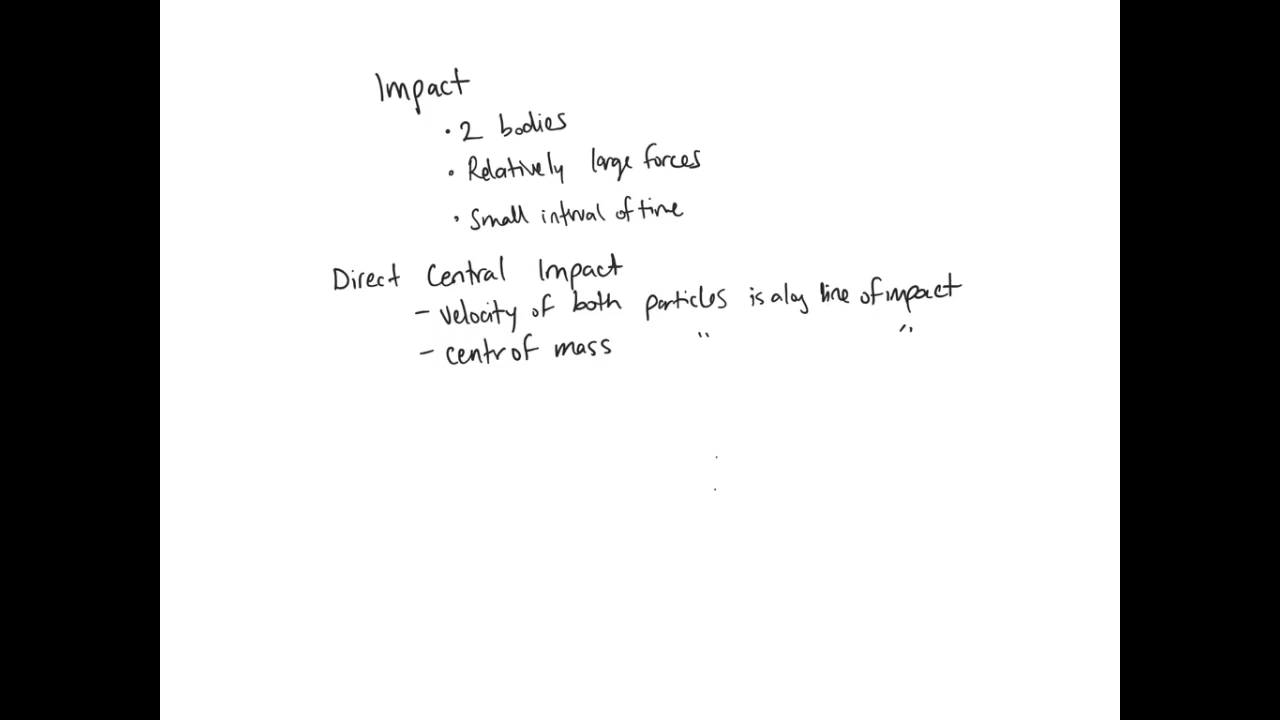 Impact
• 2 bodies
• Relatively large forces
• Small interval of time
Direct Central Impact
- velocity of both particles is along line of impact
- centr of mass " "